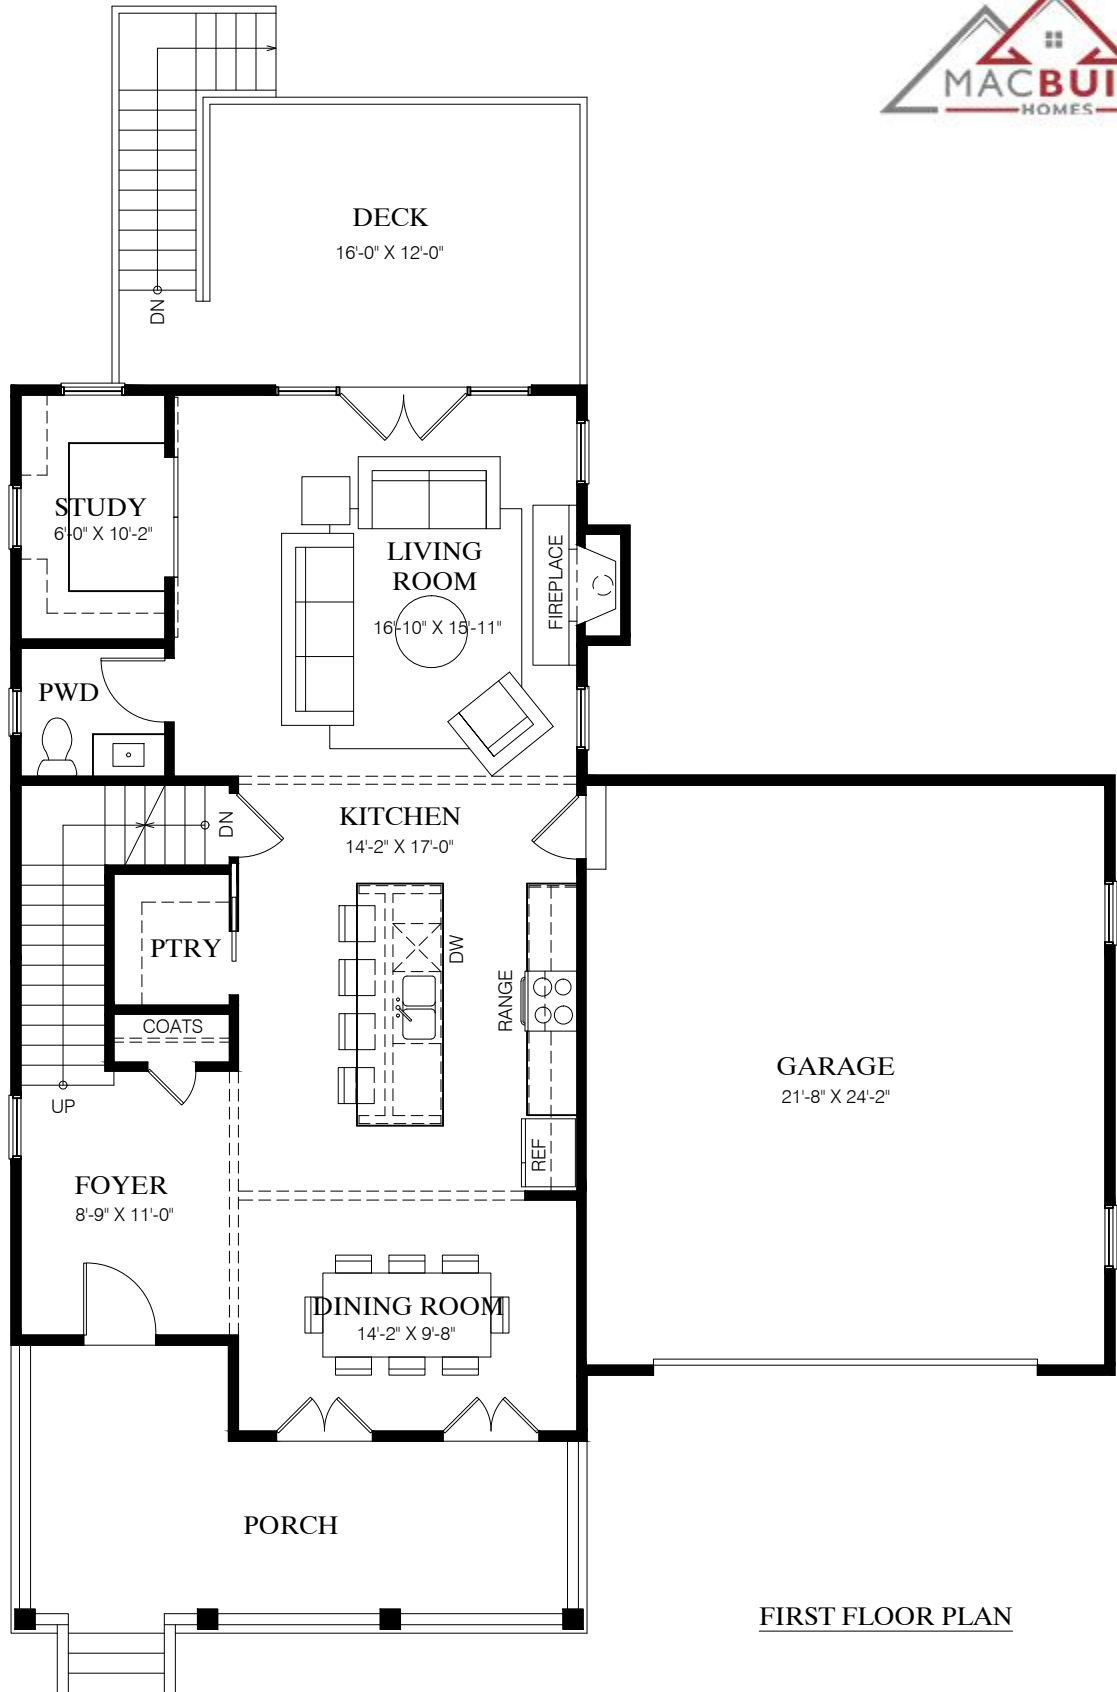 MACBUI
HOMES
DECK
16'-0" X 12'-0"
DN
STUDY
6'-0" X 10'-2"
LIVING
ROOM
16'-10" X 15'-11"
FIREPLACE
PWD
KITCHEN
14'-2" X 17'-0"
DN
PTRY
DW
RANGE
COATS
UP
REF
GARAGE
21'-8" X 24'-2"
FOYER
8'-9" X 11'-0"
DINING ROOM
14'-2" X 9'-8"
PORCH
FIRST FLOOR PLAN